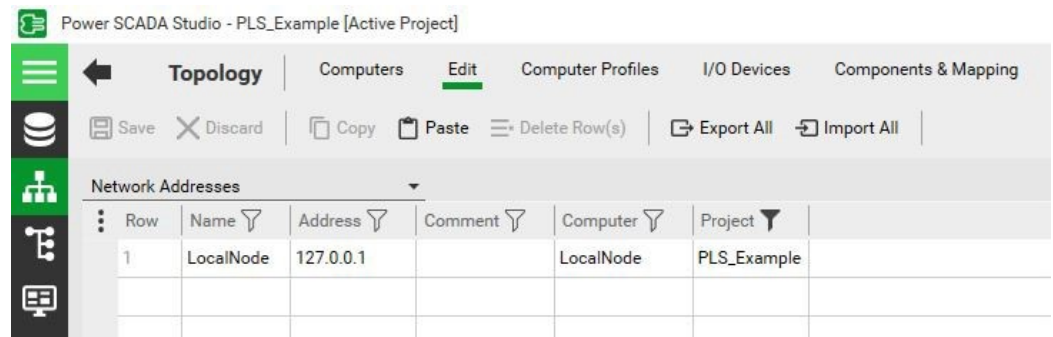 Power SCADA Studio - PLS_Example [Active Project]
Topology Computers Edit Computer Profiles I/O Devices Components & Mapping
Save Discard Copy Paste Delete Row(s) Export All Import All
Network Addresses
Row Name Address Comment Computer Project
1 LocalNode 127.0.0.1 LocalNode PLS_Example